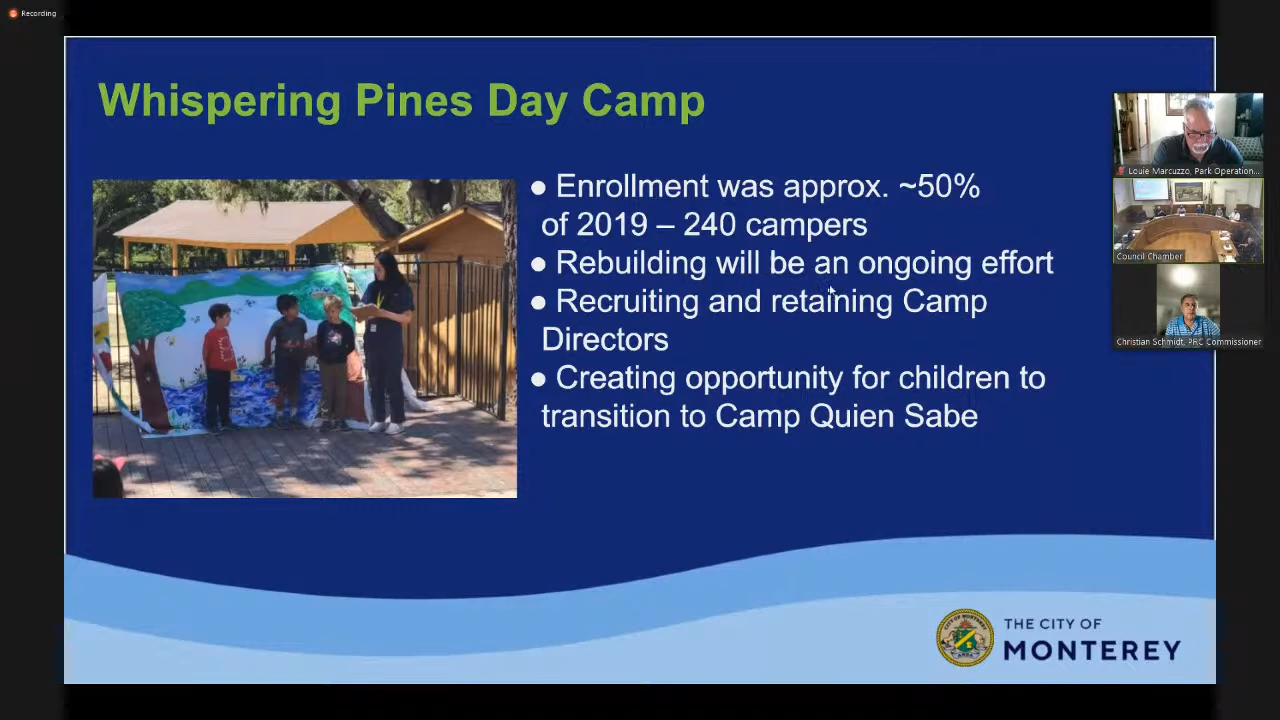 Recording
Whispering Pines Day Camp
● Enrollment was approx. ~50%
of 2019 – 240 campers
● Rebuilding will be an ongoing effort
● Recruiting and retaining Camp
Directors
● Creating opportunity for children to
transition to Camp Quien Sabe
Louie Marcuzzo, Park Operation...
Council Chamber
Christian Schmidt, PRC Commissioner
THE CITY OF
MONTEREY